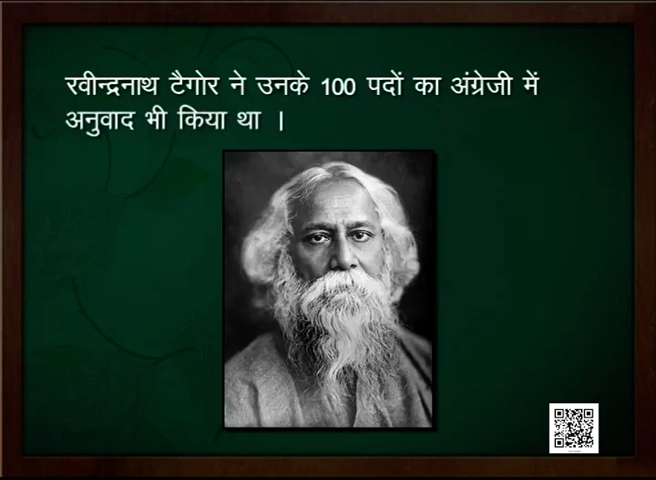 रवीन्द्रनाथ टैगोर ने उनके 100 पदों का अंग्रेजी में
अनुवाद भी किया था ।